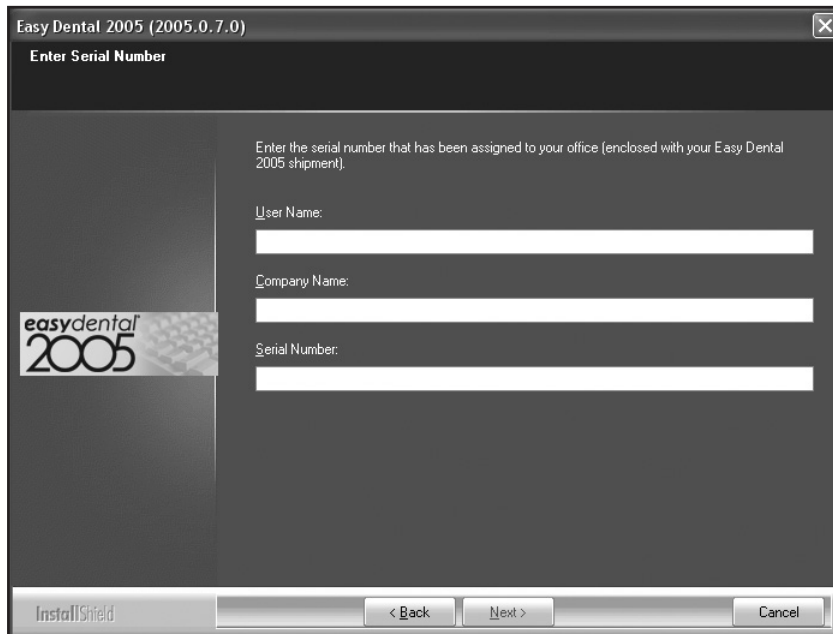 Easy Dental 2005 (2005.0.7.0)
Enter Serial Number
Enter the serial number that has been assigned to your office (enclosed with your Easy Dental
2005 shipment).
User Name:
Company Name:
easydental
2005
Serial Number:
InstallShield
< Back
Next >
Cancel